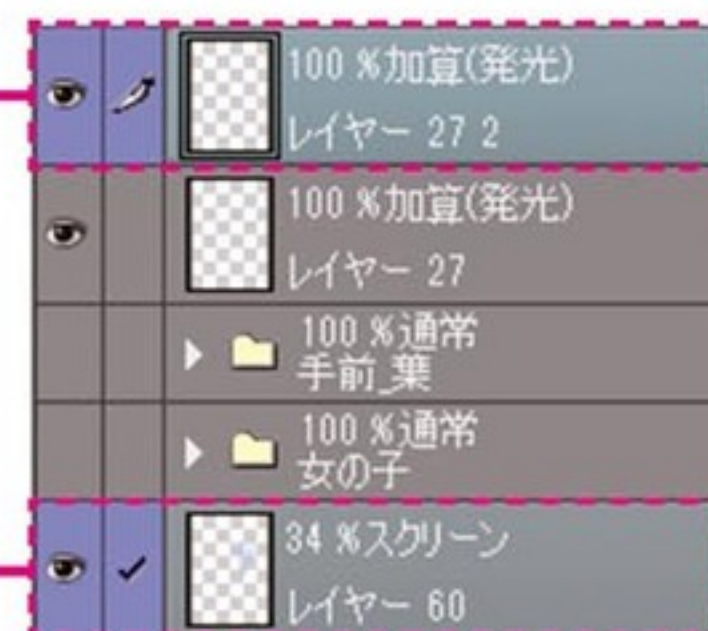 100 %加算(発光)
レイヤー 27 2
100 %加算(発光)
レイヤー 27
100 %通常
手前_葉
100 %通常
女の子
34 %スクリーン
レイヤー 60